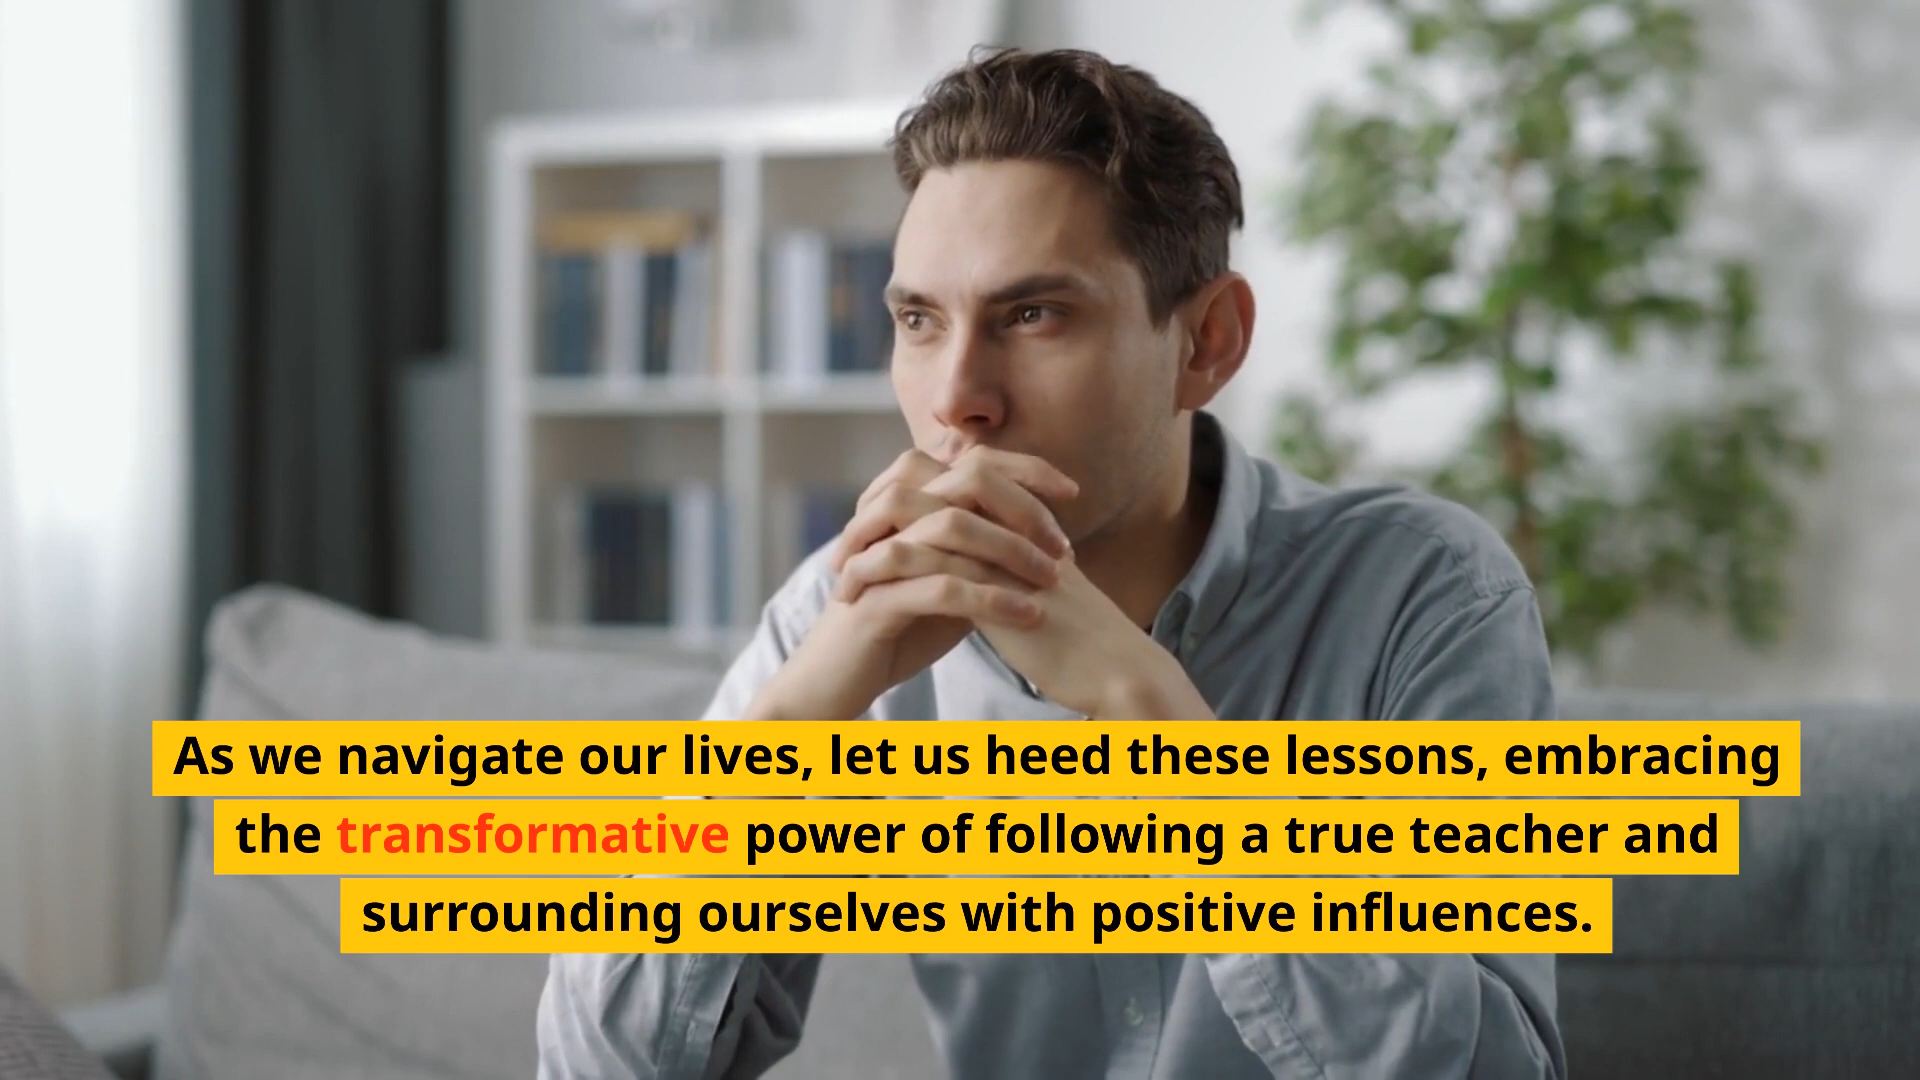 As we navigate our lives, let us heed these lessons, embracing
the transformative power of following a true teacher and
surrounding ourselves with positive influences.